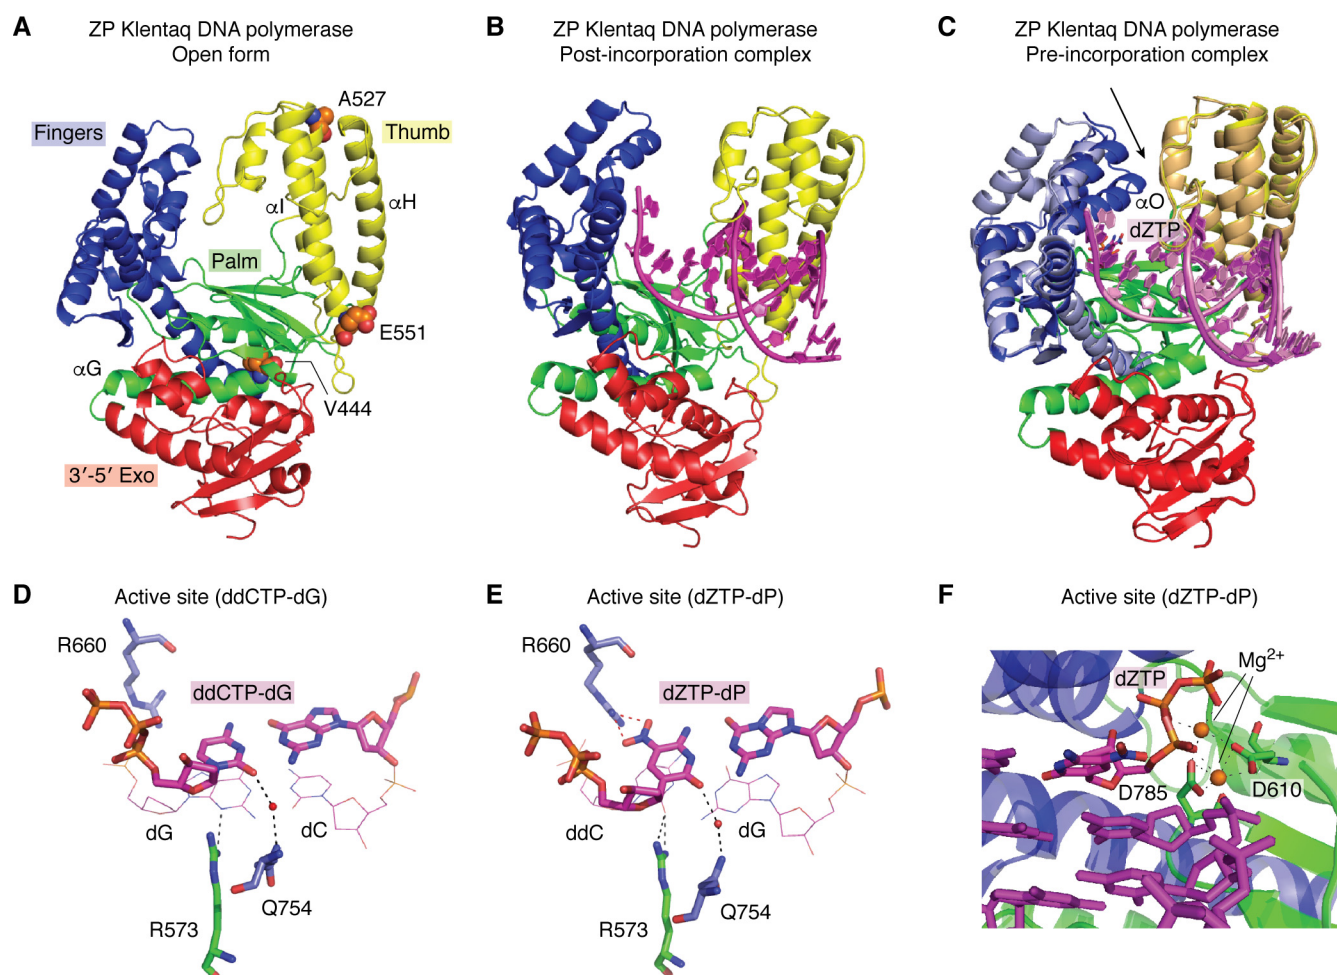 A
ZP Klentaq DNA polymerase
Open form
B
ZP Klentaq DNA polymerase
Post-incorporation complex
C
ZP Klentaq DNA polymerase
Pre-incorporation complex
A527
Fingers
Thumb
αI
αH
Palm
E551
αG
V444
3′-5′ Exo
αO
dZTP
D
Active site (ddCTP-dG)
R660
ddCTP-dG
dG
dC
Q754
R573
E
Active site (dZTP-dP)
R660
dZTP-dP
ddC
dG
Q754
R573
F
Active site (dZTP-dP)
dZTP
Mg2+
D785
D610